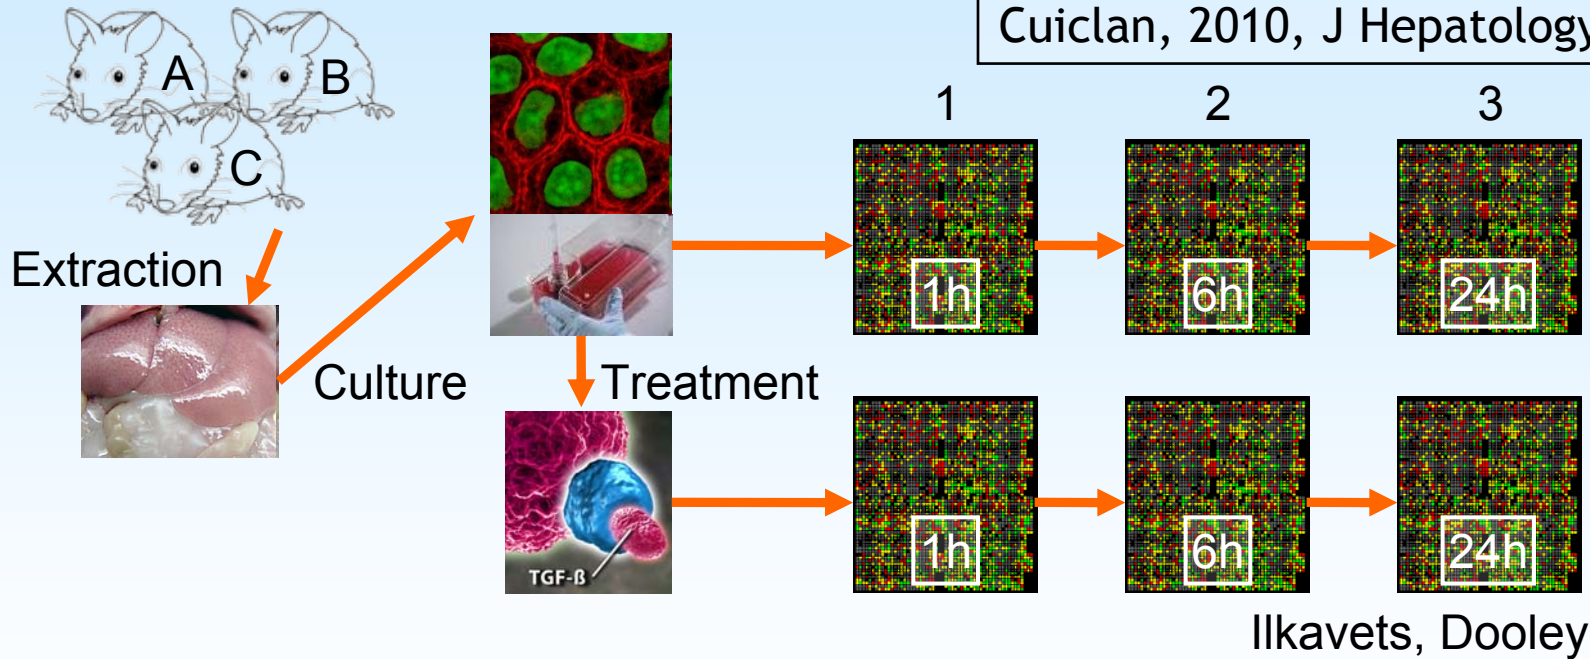 Cuiclan, 2010, J Hepatology
A
B
C
1
2
3
Extraction
1h
6h
24h
Culture
Treatment
TGF-ß
1h
6h
24h
Ilkavets, Dooley